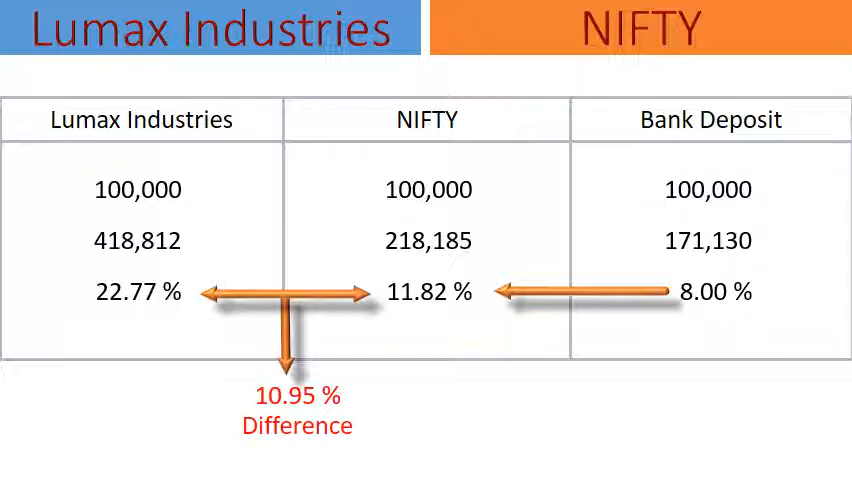 Lumax Industries NIFTY
Lumax Industries NIFTY Bank Deposit
100,000 100,000 100,000
418,812 218,185 171,130
22.77 % 11.82 % 8.00 %
10.95 %
Difference